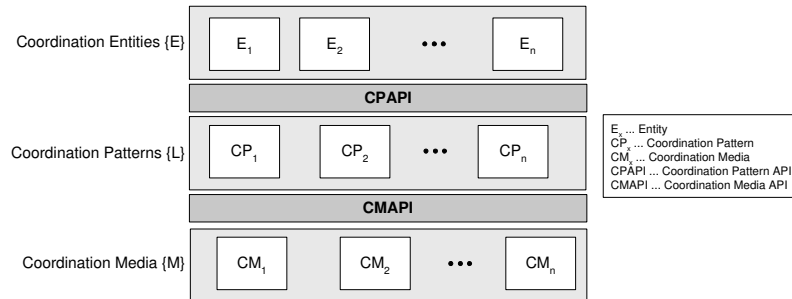 Coordination Entities {E}
E1 E2 ••• En
CPAPI
Coordination Patterns {L}
CP1 CP2 ••• CPn
CMAPI
Coordination Media {M}
CM1 CM2 ••• CMn
Ex ... Entity
CPx ... Coordination Pattern
CMx ... Coordination Media
CPAPI ... Coordination Pattern API
CMAPI ... Coordination Media API